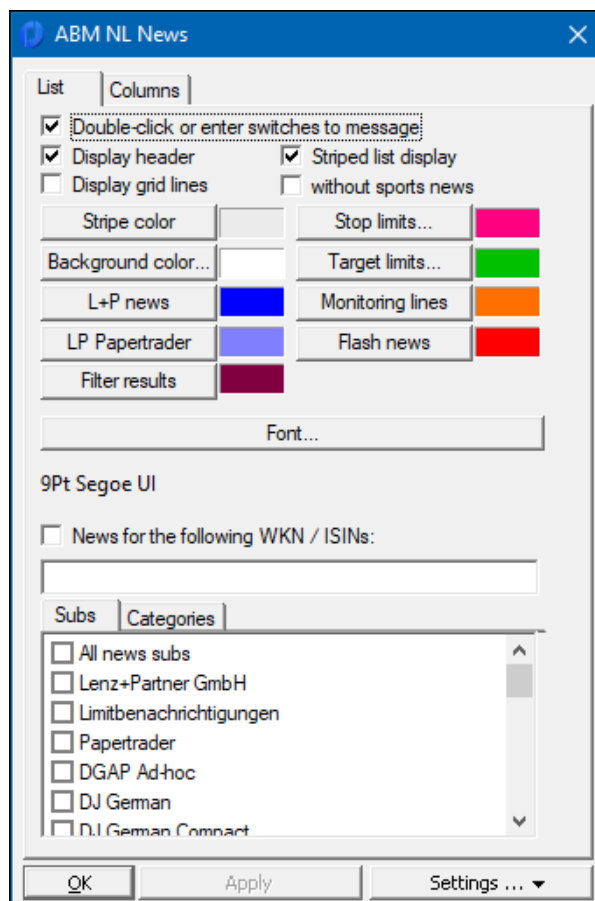 ABM NL News
List Columns
Double-click or enter switches to message
Display header Striped list display
Display grid lines without sports news
Stripe color Stop limits...
Background color... Target limits...
L+P news Monitoring lines
LP Papertrader Flash news
Filter results
Font...
9Pt Segoe UI
News for the following WKN / ISINs:
Subs Categories
All news subs
Lenz+Partner GmbH
Limitbenachrichtigungen
Papertrader
DGAP Ad-hoc
DJ German
DJ German Compact
OK Apply Settings ...